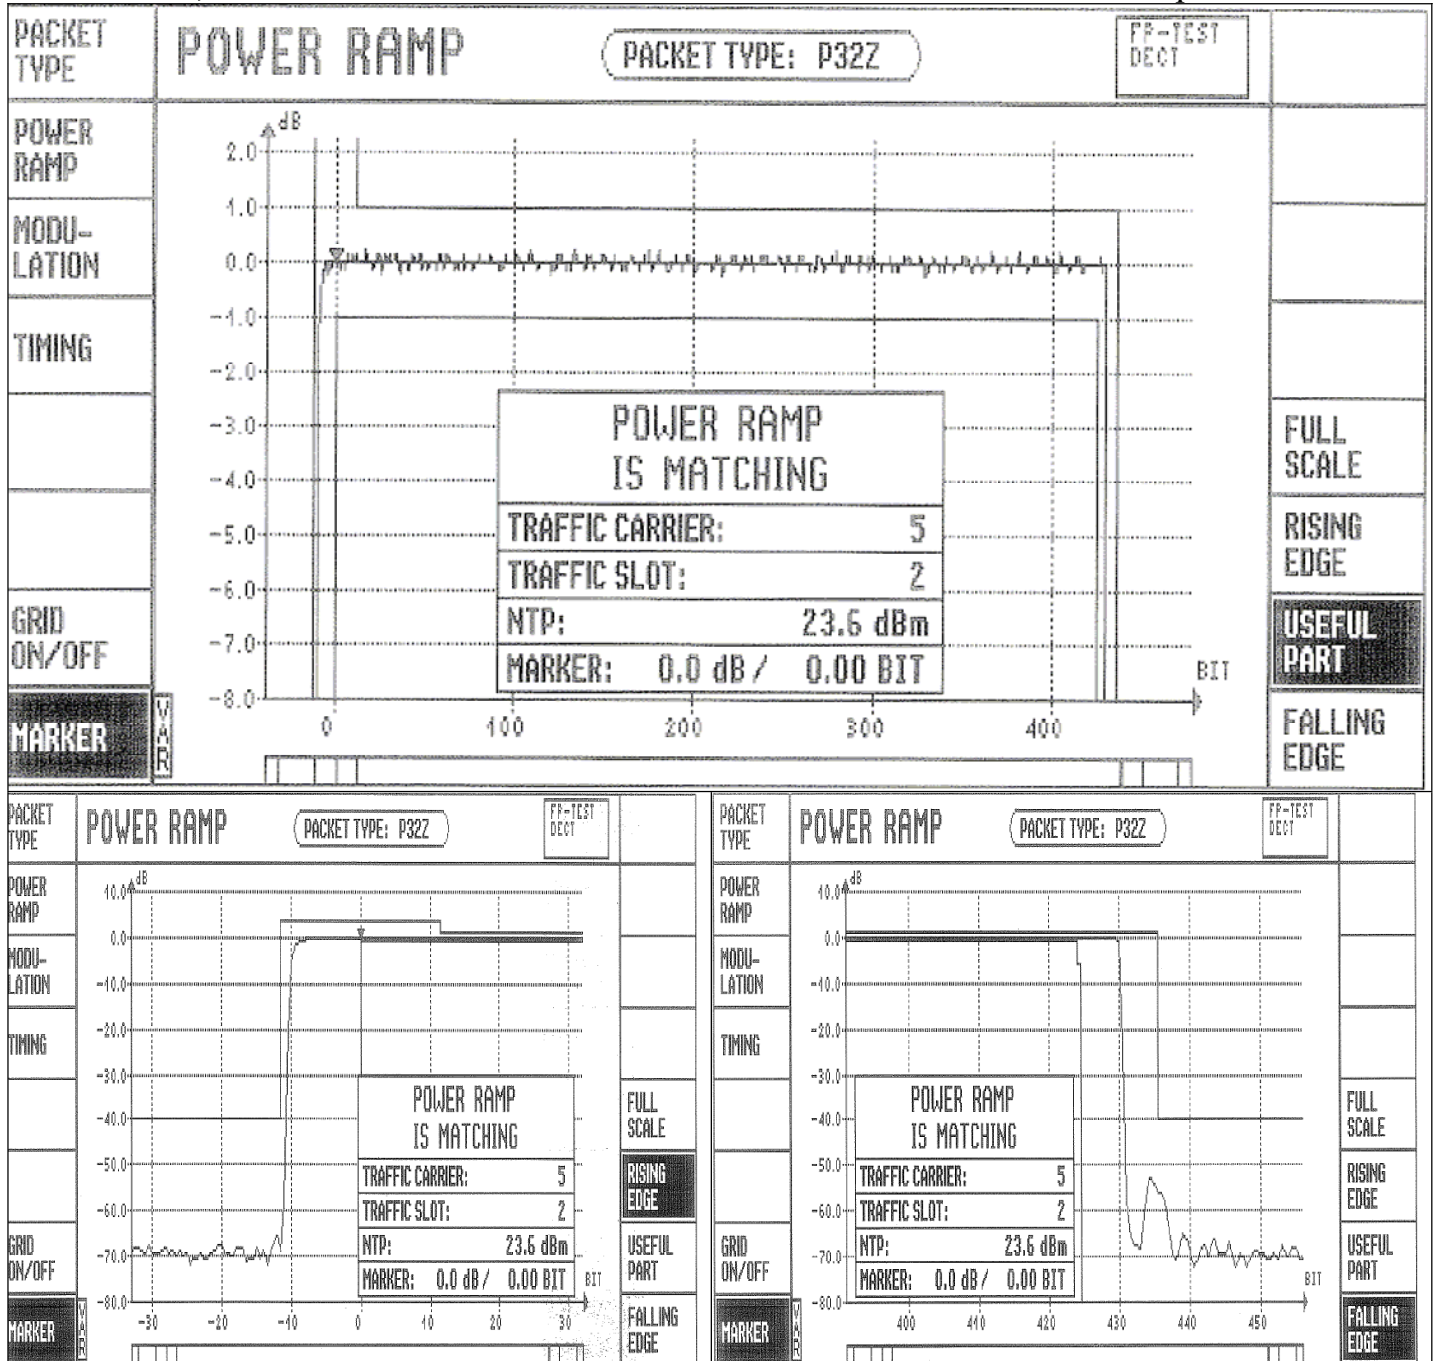 PACKET
TYPE
POWER RAMP
PACKET TYPE: P32Z
FP-TEST
DECT
POWER
RAMP
MODU-
LATION
TIMING
GRID
ON/OFF
MARKER
VAR
dB
2.0
1.0
0.0
-1.0
-2.0
-3.0
-4.0
-5.0
-6.0
-7.0
-8.0
0
100
200
300
400
BIT
POWER RAMP
IS MATCHING
TRAFFIC CARRIER: 5
TRAFFIC SLOT: 2
NTP: 23.6 dBm
MARKER: 0.0 dB / 0.00 BIT
FULL
SCALE
RISING
EDGE
USEFUL
PART
FALLING
EDGE
PACKET
TYPE
POWER RAMP
PACKET TYPE: P32Z
FP-TEST
DECT
POWER
RAMP
MODU-
LATION
TIMING
GRID
ON/OFF
MARKER
VAR
dB
10.0
0.0
-10.0
-20.0
-30.0
-40.0
-50.0
-60.0
-70.0
-80.0
-30
-20
-10
0
10
20
30
BIT
POWER RAMP
IS MATCHING
TRAFFIC CARRIER: 5
TRAFFIC SLOT: 2
NTP: 23.6 dBm
MARKER: 0.0 dB / 0.00 BIT
FULL
SCALE
RISING
EDGE
USEFUL
PART
FALLING
EDGE
PACKET
TYPE
POWER RAMP
PACKET TYPE: P32Z
FP-TEST
DECT
POWER
RAMP
MODU-
LATION
TIMING
GRID
ON/OFF
MARKER
VAR
dB
10.0
0.0
-10.0
-20.0
-30.0
-40.0
-50.0
-60.0
-70.0
-80.0
400
410
420
430
440
450
BIT
POWER RAMP
IS MATCHING
TRAFFIC CARRIER: 5
TRAFFIC SLOT: 2
NTP: 23.6 dBm
MARKER: 0.0 dB / 0.00 BIT
FULL
SCALE
RISING
EDGE
USEFUL
PART
FALLING
EDGE